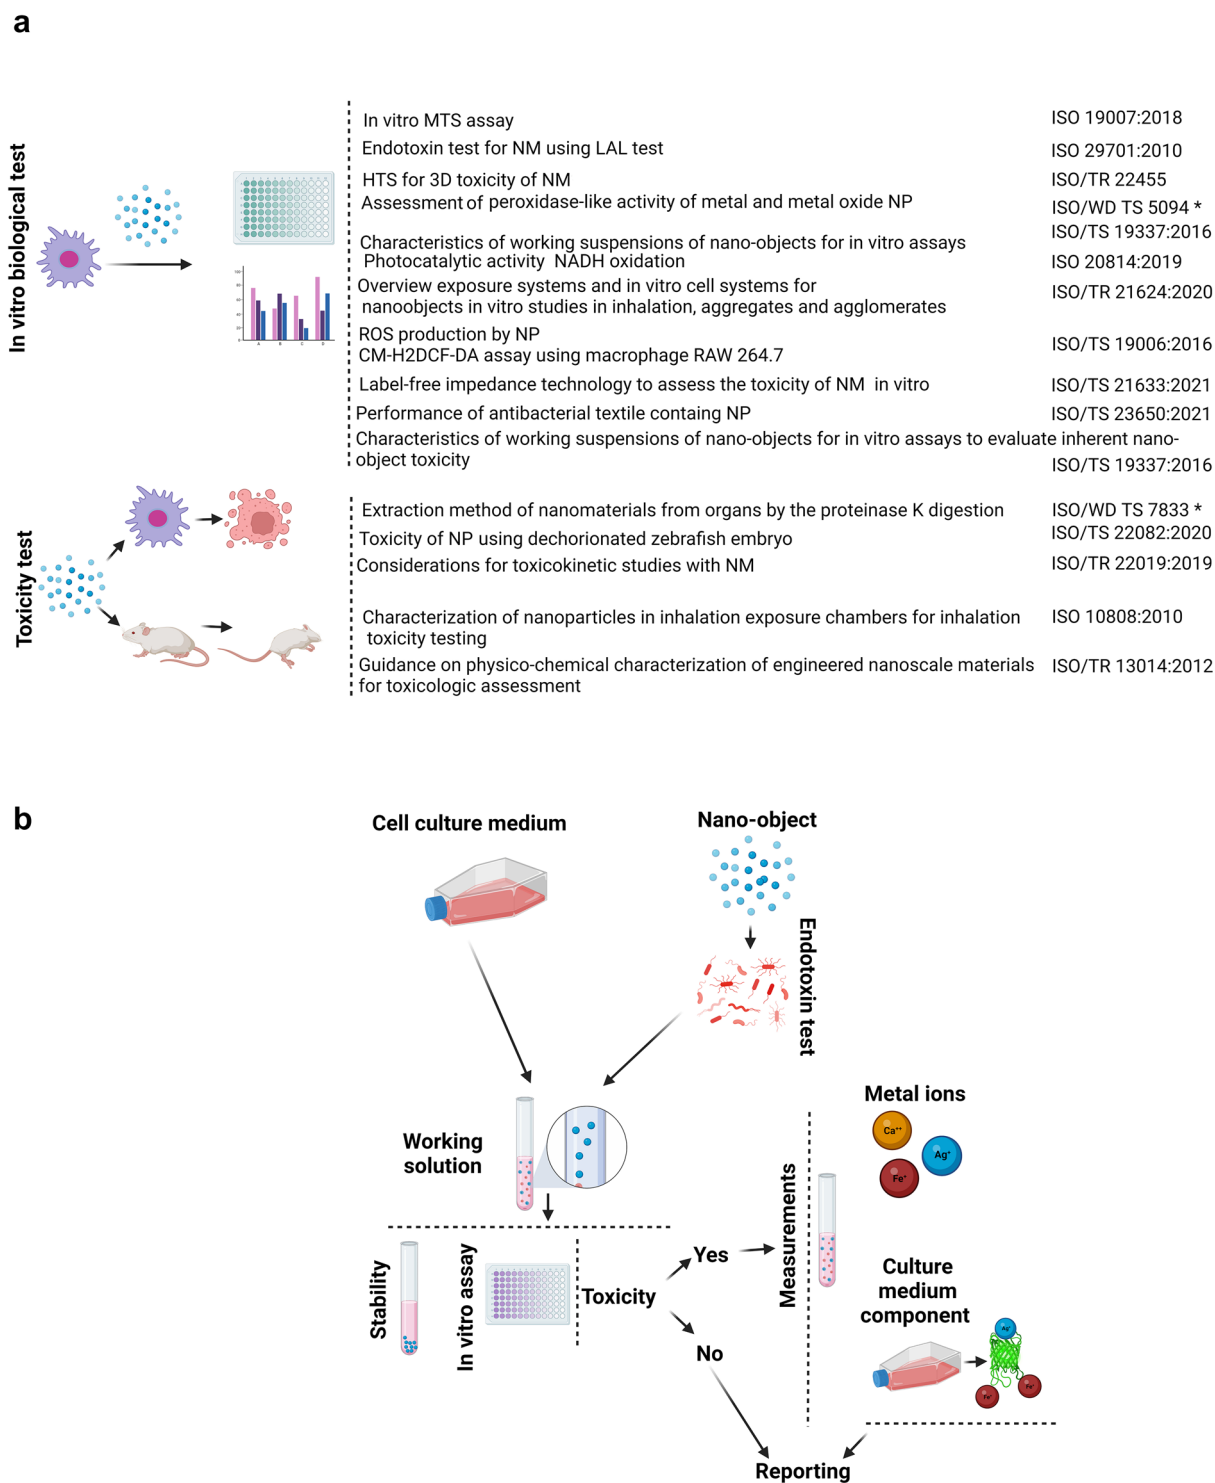 a
In vitro biological test
In vitro MTS assay
ISO 19007:2018
Endotoxin test for NM using LAL test
ISO 29701:2010
HTS for 3D toxicity of NM
ISO/TR 22455
Assessment of peroxidase-like activity of metal and metal oxide NP
ISO/WD TS 5094 *
ISO/TS 19337:2016
Characteristics of working suspensions of nano-objects for in vitro assays
Photocatalytic activity NADH oxidation
ISO 20814:2019
Overview exposure systems and in vitro cell systems for
nanoobjects in vitro studies in inhalation, aggregates and agglomerates
ISO/TR 21624:2020
ROS production by NP
CM-H2DCF-DA assay using macrophage RAW 264.7
ISO/TS 19006:2016
Label-free impedance technology to assess the toxicity of NM in vitro
ISO/TS 21633:2021
Performance of antibacterial textile containg NP
ISO/TS 23650:2021
Characteristics of working suspensions of nano-objects for in vitro assays to evaluate inherent nano-
object toxicity
ISO/TS 19337:2016
A B C D
Toxicity test
Extraction method of nanomaterials from organs by the proteinase K digestion
ISO/WD TS 7833 *
Toxicity of NP using dechorionated zebrafish embryo
ISO/TS 22082:2020
Considerations for toxicokinetic studies with NM
ISO/TR 22019:2019
Characterization of nanoparticles in inhalation exposure chambers for inhalation
toxicity testing
ISO 10808:2010
Guidance on physico-chemical characterization of engineered nanoscale materials
for toxicologic assessment
ISO/TR 13014:2012
b
Cell culture medium
Nano-object
Endotoxin test
Working
solution
Stability
In vitro assay
Toxicity
Yes
No
Measurements
Metal ions
Ca⁺⁺
Ag⁺
Fe⁺
Culture
medium
component
Ag⁺
Fe⁺
Fe⁺
Reporting